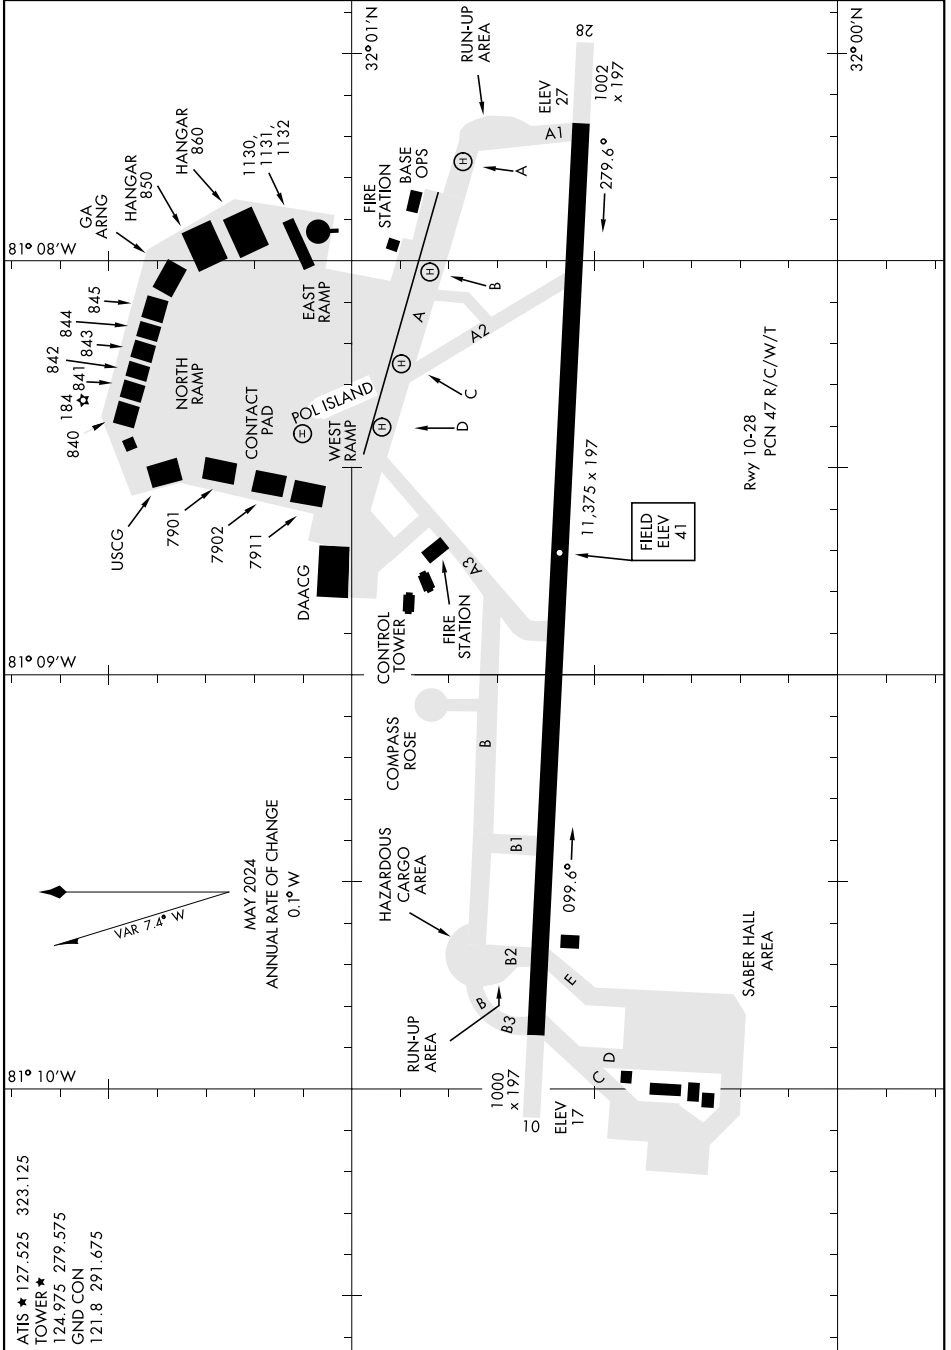 ATIS ★ 127.525 323.125
TOWER ★
124.975 279.575
GND CON
121.8 291.675
81° 10'W
81° 09'W
81° 08'W
32° 01'N
32° 00'N
VAR 7.4° W
MAY 2024
ANNUAL RATE OF CHANGE
0.1° W
USCG
7901
7902
7911
DAACG
840
184
841
842
843
844
845
GA
ARNG
HANGAR
850
HANGAR
860
1130,
1131,
1132
NORTH
RAMP
CONTACT
PAD
POL ISLAND
WEST
RAMP
EAST
RAMP
H
H
H
H
H
FIRE
STATION
BASE
OPS
RUN-UP
AREA
A
B
C
D
A
A1
A2
A3
ELEV
27
28
1002
x 197
279.6°
CONTROL
TOWER
FIRE
STATION
COMPASS
ROSE
HAZARDOUS
CARGO
AREA
RUN-UP
AREA
B
B
B1
B2
B3
C
D
E
10
1000
x 197
ELEV
17
099.6°
11,375 x 197
FIELD
ELEV
41
Rwy 10-28
PCN 47 R/C/W/T
SABER HALL
AREA